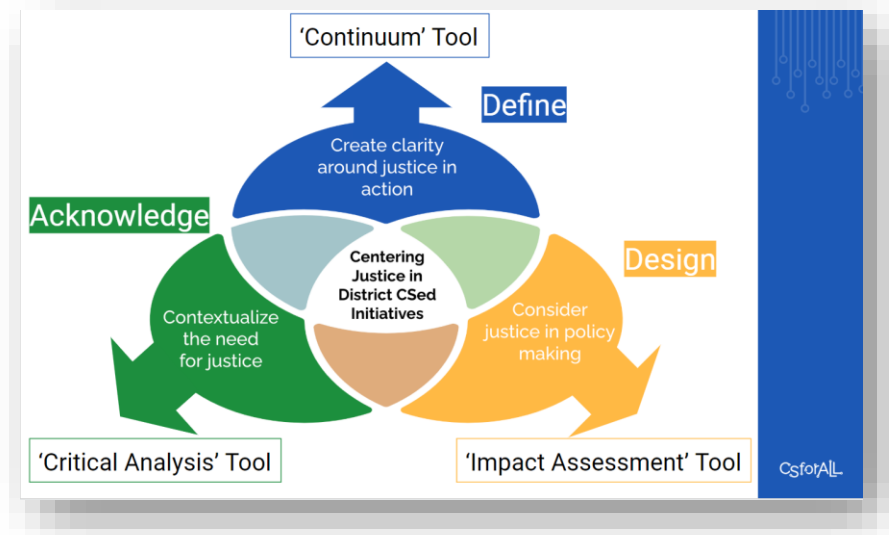 ‘Continuum’ Tool
Define
Create clarity
around justice in
action
Acknowledge
Centering
Justice in
District CSed
Initiatives
Design
Contextualize
the need
for justice
Consider
justice in policy
making
‘Critical Analysis’ Tool
‘Impact Assessment’ Tool
CSforALL